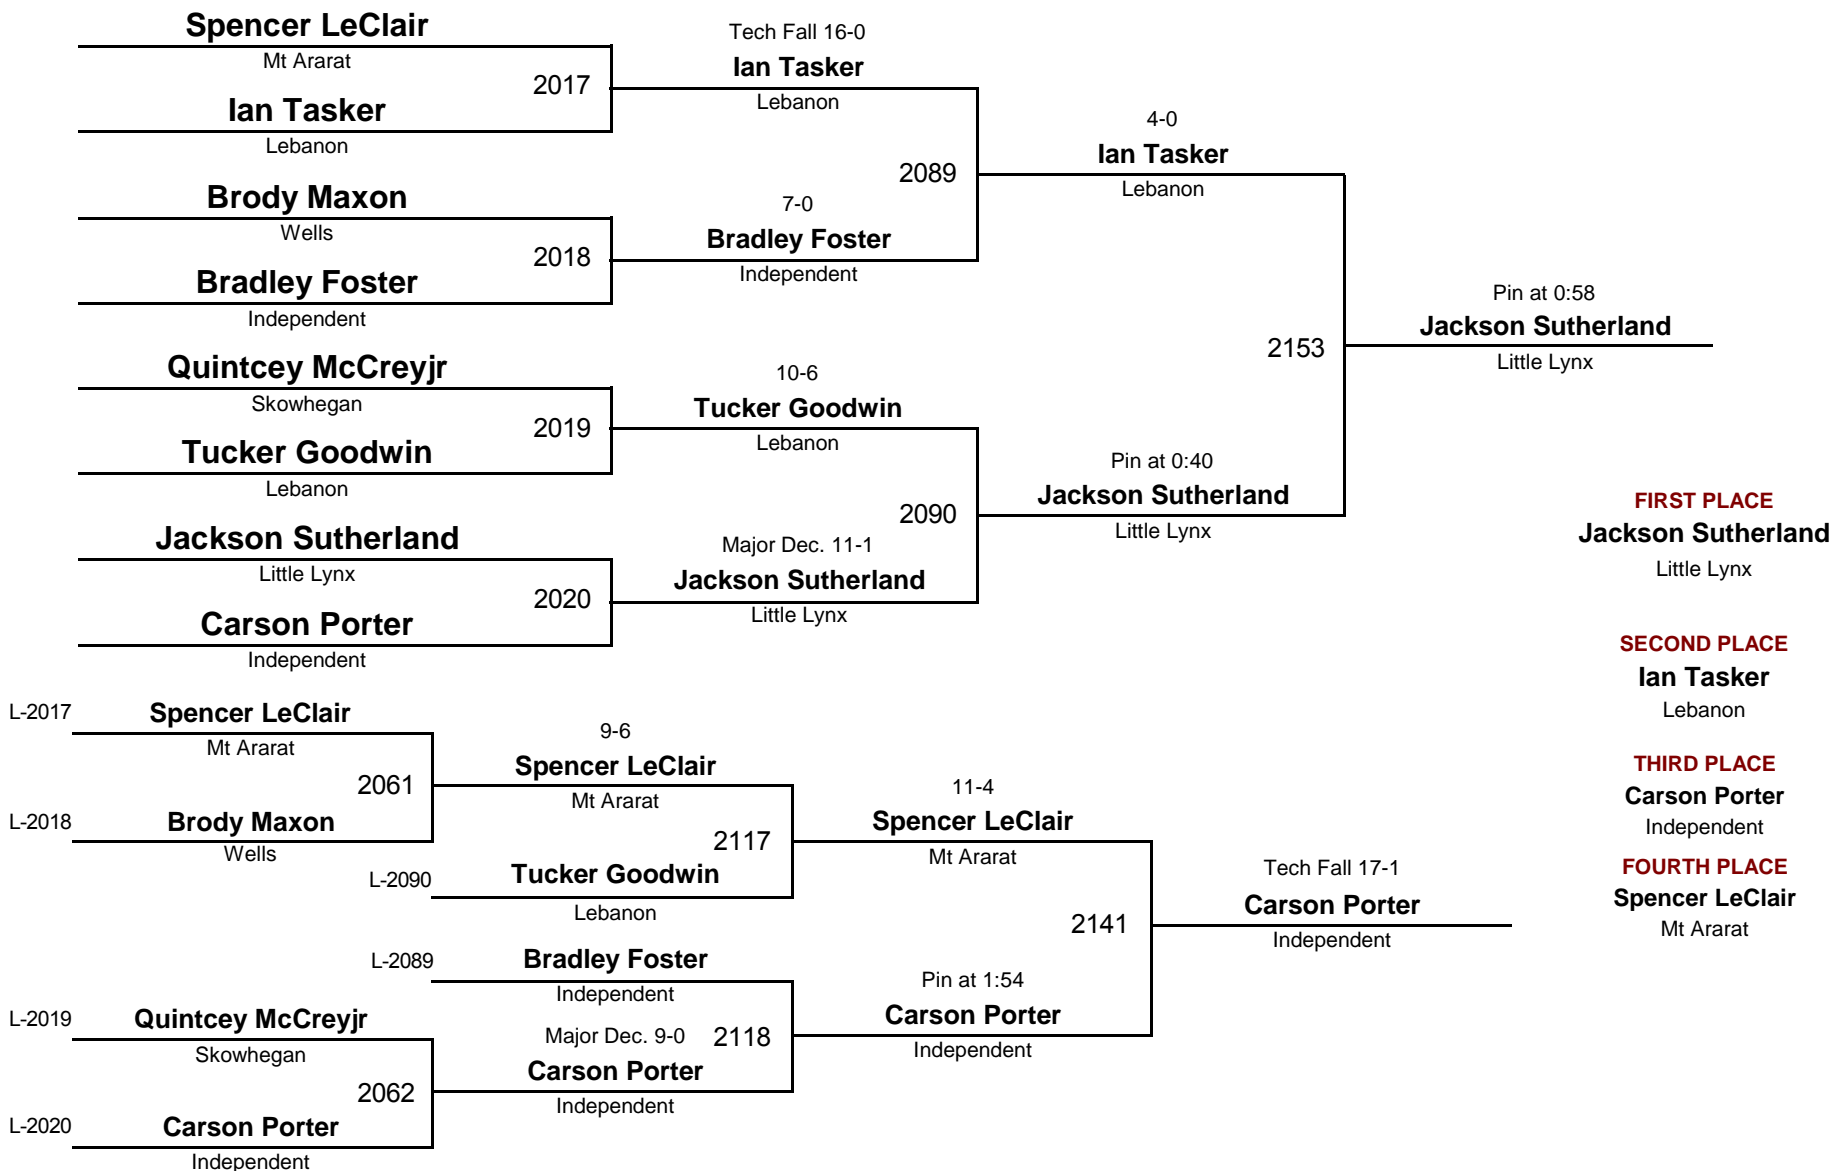 Spencer LeClair
Mt Ararat
2017
Ian Tasker
Lebanon
Brody Maxon
Wells
2018
Bradley Foster
Independent
Quintcey McCreyjr
Skowhegan
2019
Tucker Goodwin
Lebanon
Jackson Sutherland
Little Lynx
2020
Carson Porter
Independent
Tech Fall 16-0
Ian Tasker
Lebanon
2089
7-0
Bradley Foster
Independent
10-6
Tucker Goodwin
Lebanon
2090
Major Dec. 11-1
Jackson Sutherland
Little Lynx
4-0
Ian Tasker
Lebanon
2153
Pin at 0:40
Jackson Sutherland
Little Lynx
Pin at 0:58
Jackson Sutherland
Little Lynx
FIRST PLACE
Jackson Sutherland
Little Lynx
SECOND PLACE
Ian Tasker
Lebanon
THIRD PLACE
Carson Porter
Independent
FOURTH PLACE
Spencer LeClair
Mt Ararat
L-2017
Spencer LeClair
Mt Ararat
2061
L-2018
Brody Maxon
Wells
9-6
Spencer LeClair
Mt Ararat
2117
L-2090
Tucker Goodwin
Lebanon
L-2089
Bradley Foster
Independent
2118
L-2019
Quintcey McCreyjr
Skowhegan
2062
L-2020
Carson Porter
Independent
Major Dec. 9-0
Carson Porter
Independent
11-4
Spencer LeClair
Mt Ararat
2141
Pin at 1:54
Carson Porter
Independent
Tech Fall 17-1
Carson Porter
Independent